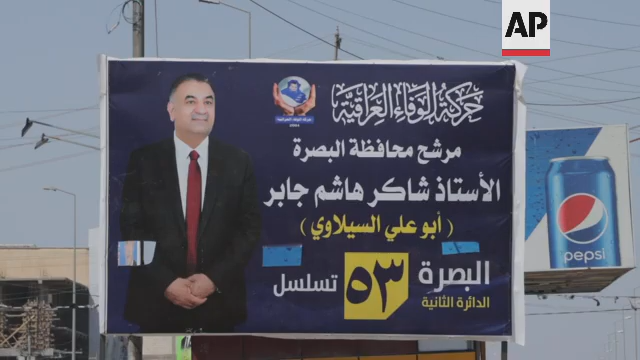 AP
حركة الوفاء العراقية
مرشح محافظة البصرة
الأستاذ شاكر هاشم جابر
( أبو علي السيلاوي )
البصرة
الدائرة الثانية
٥٣
تسلسل
pepsi